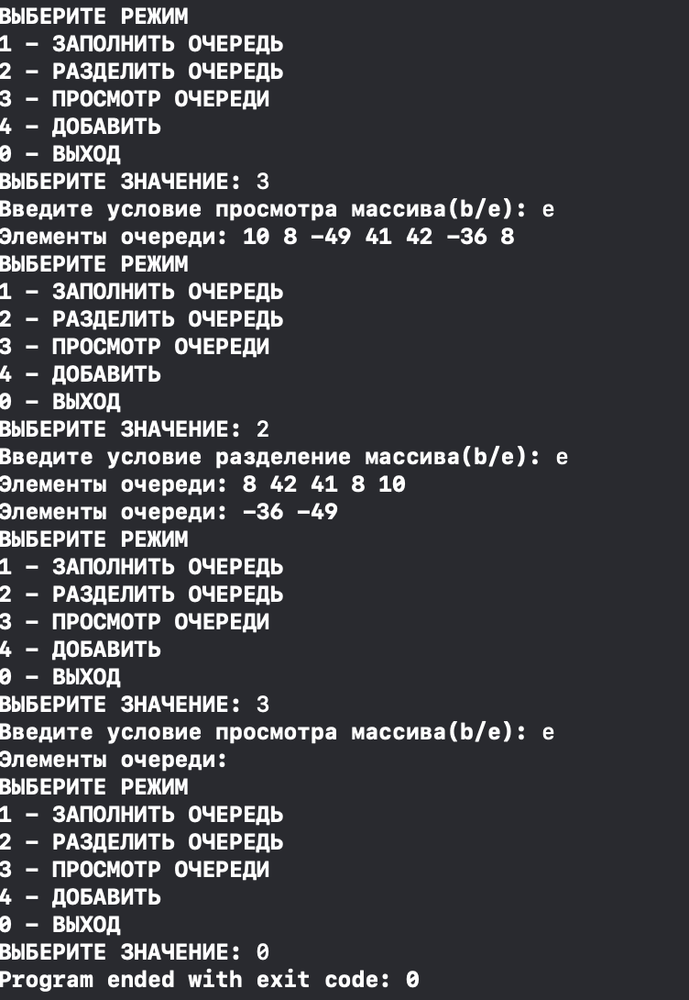 ВЫБЕРИТЕ РЕЖИМ
1 – ЗАПОЛНИТЬ ОЧЕРЕДЬ
2 – РАЗДЕЛИТЬ ОЧЕРЕДЬ
3 – ПРОСМОТР ОЧЕРЕДИ
4 – ДОБАВИТЬ
0 – ВЫХОД
ВЫБЕРИТЕ ЗНАЧЕНИЕ: 3
Введите условие просмотра массива(b/e): e
Элементы очереди: 10 8 -49 41 42 -36 8
ВЫБЕРИТЕ РЕЖИМ
1 – ЗАПОЛНИТЬ ОЧЕРЕДЬ
2 – РАЗДЕЛИТЬ ОЧЕРЕДЬ
3 – ПРОСМОТР ОЧЕРЕДИ
4 – ДОБАВИТЬ
0 – ВЫХОД
ВЫБЕРИТЕ ЗНАЧЕНИЕ: 2
Введите условие разделение массива(b/e): e
Элементы очереди: 8 42 41 8 10
Элементы очереди: -36 -49
ВЫБЕРИТЕ РЕЖИМ
1 – ЗАПОЛНИТЬ ОЧЕРЕДЬ
2 – РАЗДЕЛИТЬ ОЧЕРЕДЬ
3 – ПРОСМОТР ОЧЕРЕДИ
4 – ДОБАВИТЬ
0 – ВЫХОД
ВЫБЕРИТЕ ЗНАЧЕНИЕ: 3
Введите условие просмотра массива(b/e): e
Элементы очереди:
ВЫБЕРИТЕ РЕЖИМ
1 – ЗАПОЛНИТЬ ОЧЕРЕДЬ
2 – РАЗДЕЛИТЬ ОЧЕРЕДЬ
3 – ПРОСМОТР ОЧЕРЕДИ
4 – ДОБАВИТЬ
0 – ВЫХОД
ВЫБЕРИТЕ ЗНАЧЕНИЕ: 0
Program ended with exit code: 0